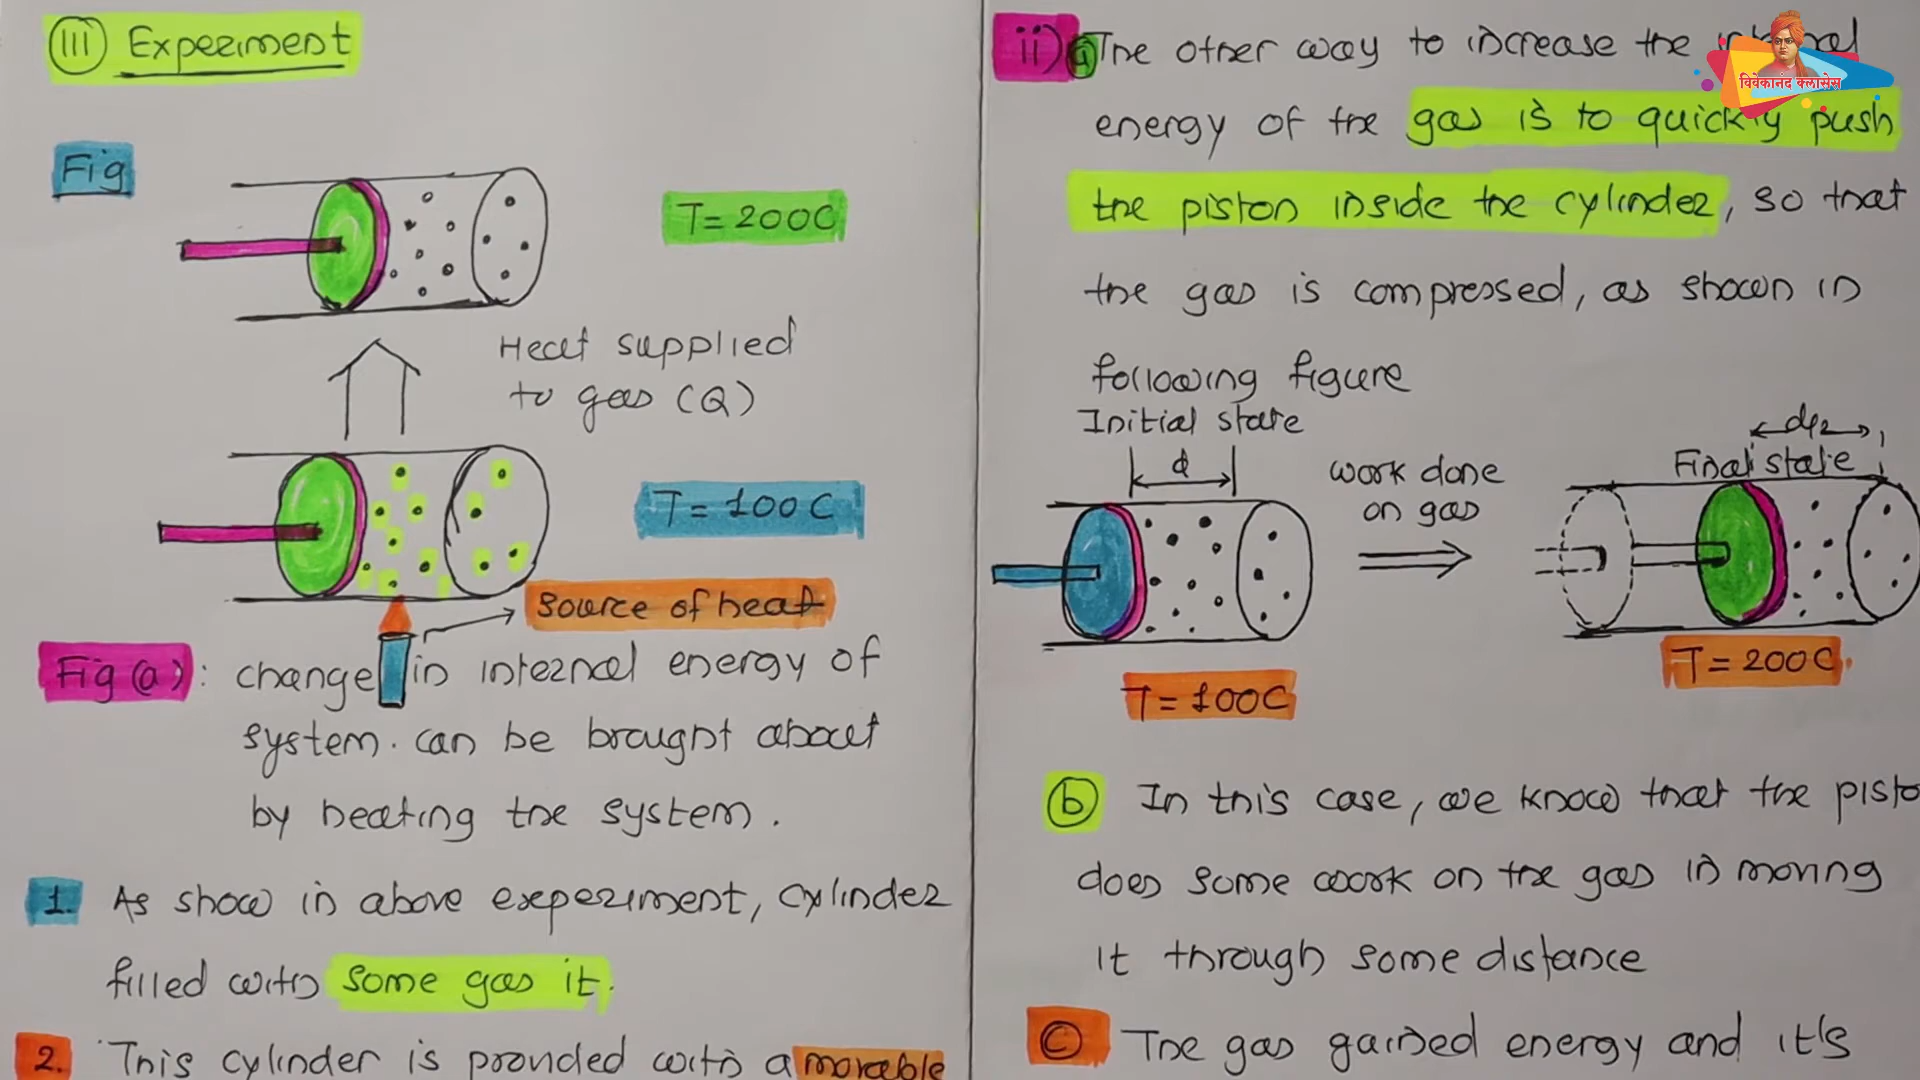 III Experiment
Fig
T = 200C
Heat supplied
to gas (Q)
T = 100C
Source of heat
Fig (a) : change in internal energy of
system. can be brought about
by heating the system.
1. As show in above experiment, cylinder
filled with some gas it.
2. This cylinder is provided with a movable
ii) a The other way to increase the internal
energy of the gas is to quickly push
the piston inside the cylinder, so that
the gas is compressed, as shown in
following figure
Initial state
d
work done
on gas
Final state
T = 100C
T = 200C.
b In this case, we know that the pisto
does some work on the gas in moving
it through some distance
c The gas gained energy and it's
विवेकानंद क्लासेस